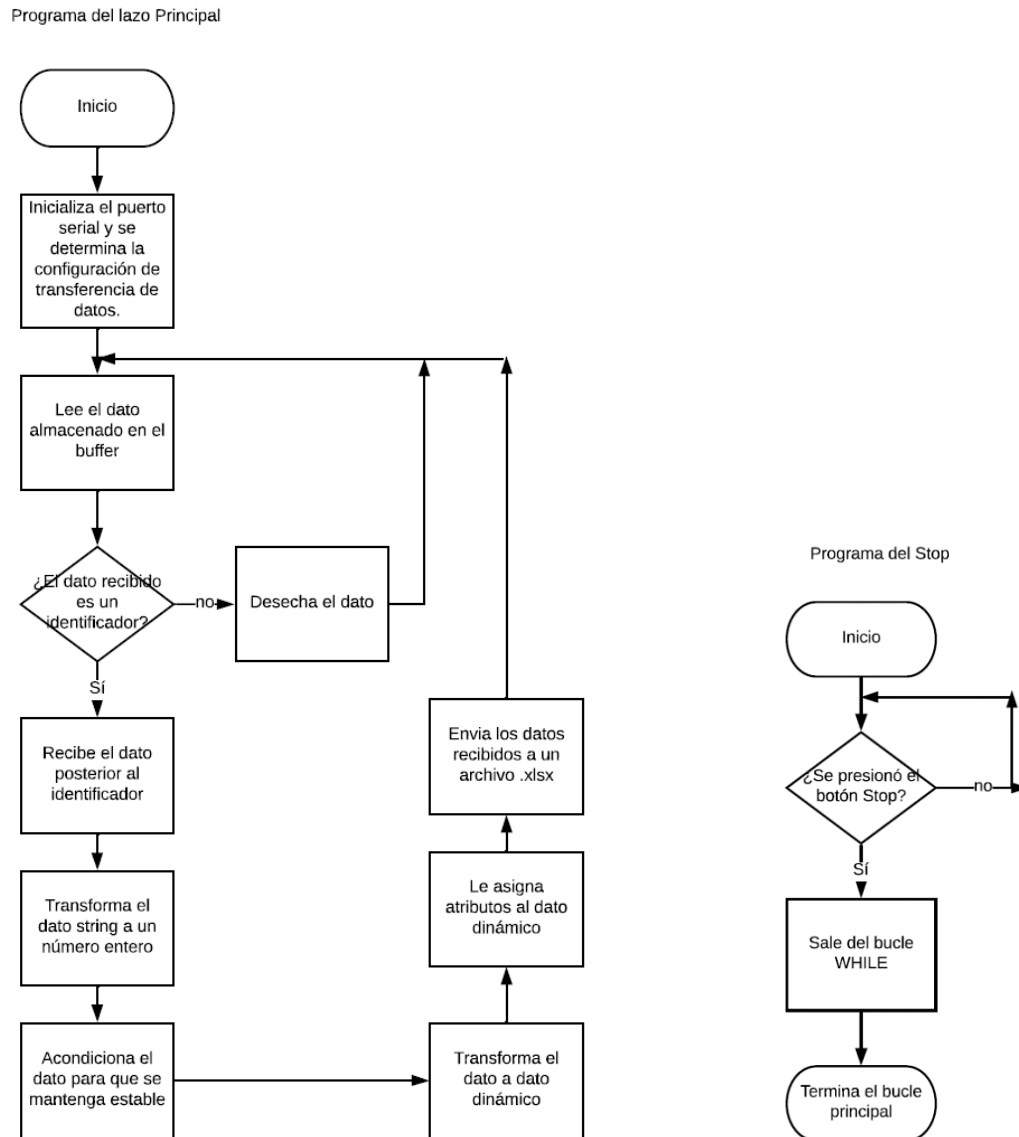 Programa del lazo Principal
Inicio
Inicializa el puerto
serial y se
determina la
configuración de
transferencia de
datos.
Lee el dato
almacenado en el
buffer
¿El dato recibido
es un
identificador?
no
Desecha el dato
Sí
Recibe el dato
posterior al
identificador
Transforma el
dato string a un
número entero
Acondiciona el
dato para que se
mantenga estable
Transforma el
dato a dato
dinámico
Le asigna
atributos al dato
dinámico
Envia los datos
recibidos a un
archivo .xlsx
Programa del Stop
Inicio
¿Se presionó el
botón Stop?
no
Sí
Sale del bucle
WHILE
Termina el bucle
principal